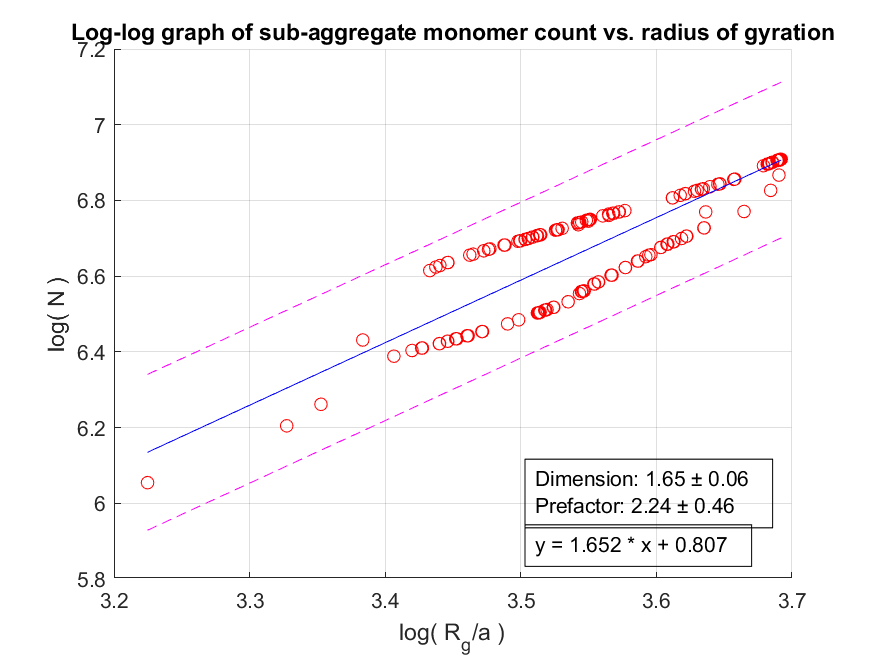 Log-log graph of sub-aggregate monomer count vs. radius of gyration
7.2
7
6.8
6.6
6.4
6.2
6
5.8
log( N )
Dimension: 1.65 ± 0.06
Prefactor: 2.24 ± 0.46
y = 1.652 * x + 0.807
3.2 3.3 3.4 3.5 3.6 3.7
log( R_g/a )